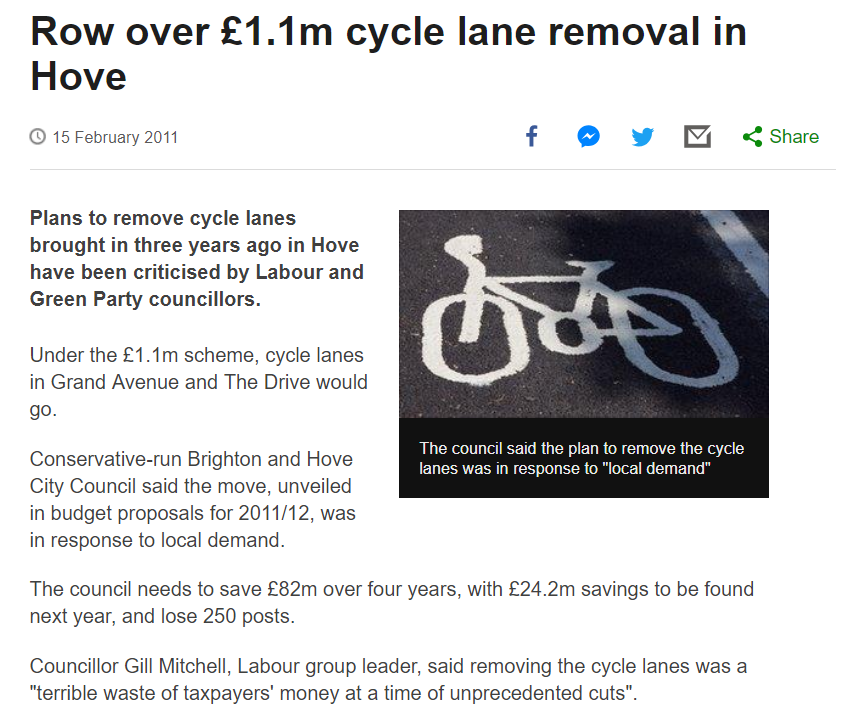 Row over £1.1m cycle lane removal in
Hove
15 February 2011
Share
Plans to remove cycle lanes
brought in three years ago in Hove
have been criticised by Labour and
Green Party councillors.
Under the £1.1m scheme, cycle lanes
in Grand Avenue and The Drive would
go.
Conservative-run Brighton and Hove
City Council said the move, unveiled
in budget proposals for 2011/12, was
in response to local demand.
The council said the plan to remove the cycle
lanes was in response to "local demand"
The council needs to save £82m over four years, with £24.2m savings to be found
next year, and lose 250 posts.
Councillor Gill Mitchell, Labour group leader, said removing the cycle lanes was a
"terrible waste of taxpayers' money at a time of unprecedented cuts".